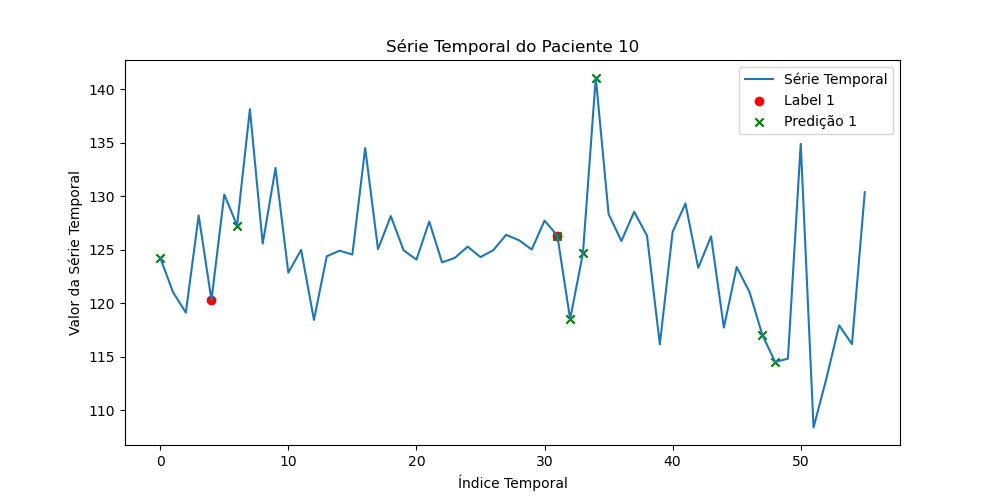 Série Temporal do Paciente 10
Série Temporal
Label 1
Predição 1
Valor da Série Temporal
140
135
130
125
120
115
110
0 10 20 30 40 50
Índice Temporal